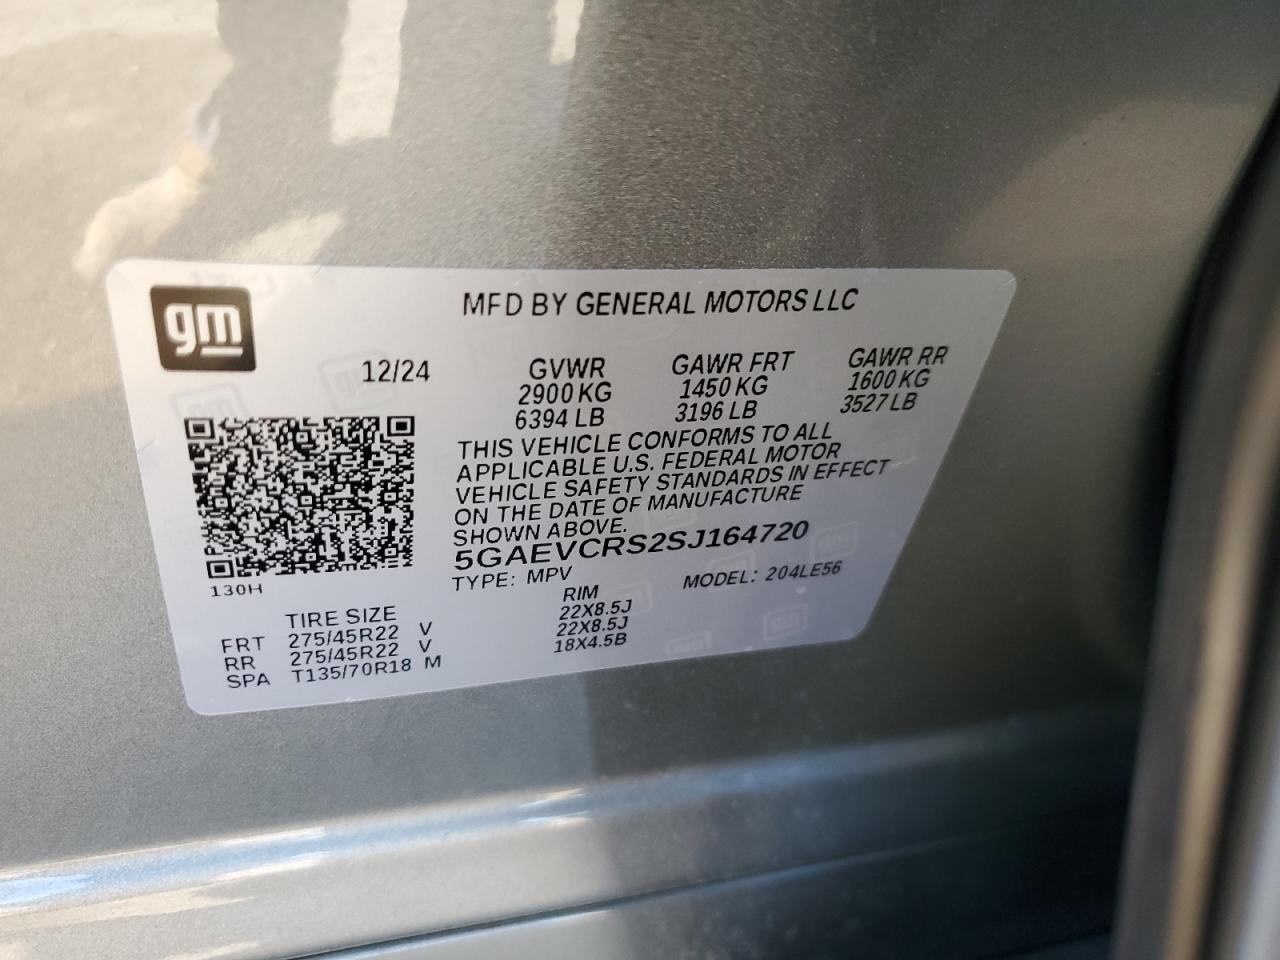 gm
MFD BY GENERAL MOTORS LLC
12/24 GVWR GAWR FRT GAWR RR
2900 KG 1450 KG 1600 KG
6394 LB 3196 LB 3527 LB
THIS VEHICLE CONFORMS TO ALL
APPLICABLE U.S. FEDERAL MOTOR
VEHICLE SAFETY STANDARDS IN EFFECT
ON THE DATE OF MANUFACTURE
SHOWN ABOVE.
5GAEVCRS2SJ164720
TYPE: MPV MODEL: 204LE56
130H
TIRE SIZE RIM
FRT 275/45R22 V 22X8.5J
RR 275/45R22 V 22X8.5J
SPA T135/70R18 M 18X4.5B